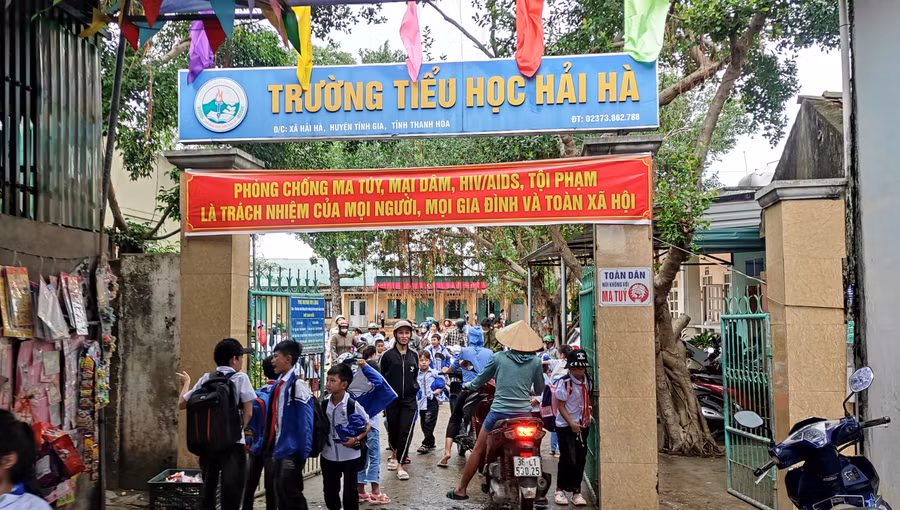 TRƯỜNG TIỂU HỌC HẢI HÀ
Đ/C: XÃ HẢI HÀ, HUYỆN TĨNH GIA, TỈNH THANH HÓA
ĐT: 02373.862.788
PHÒNG CHỐNG MA TÚY, MẠI DÂM, HIV/AIDS, TỘI PHẠM
LÀ TRÁCH NHIỆM CỦA MỌI NGƯỜI, MỌI GIA ĐÌNH VÀ TOÀN XÃ HỘI
TOÀN DÂN
NÓI KHÔNG VỚI
MA TUÝ